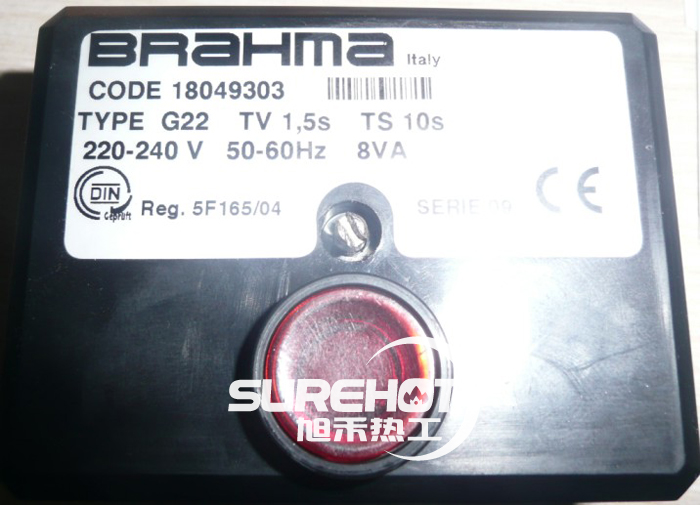 BRAHMA Italy
CODE 18049303
TYPE G22 TV 1,5s TS 10s
220-240 V 50-60Hz 8VA
DIN Geprüft Reg. 5F165/04 SERIE 09 CE
SUREHOT
旭禾热工